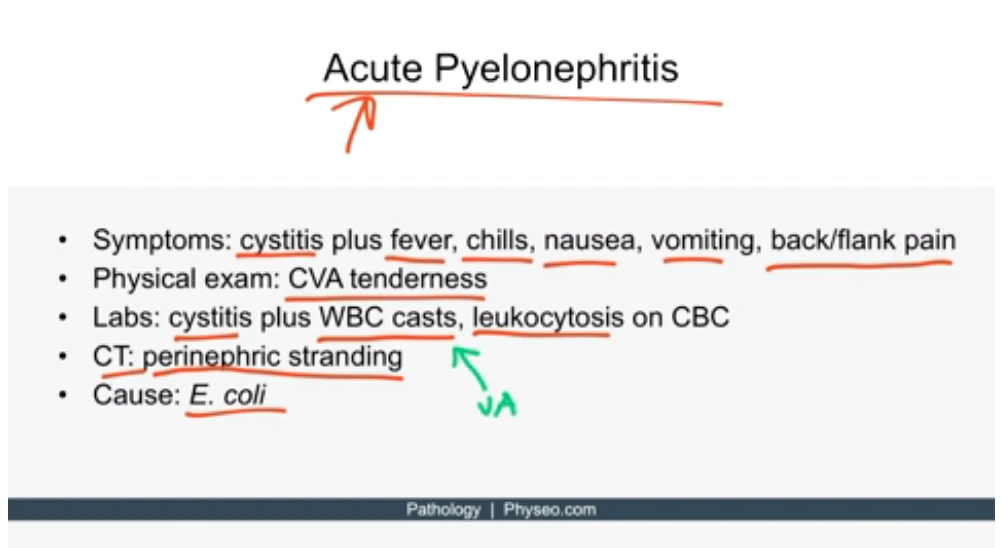 Acute Pyelonephritis
• Symptoms: cystitis plus fever, chills, nausea, vomiting, back/flank pain
• Physical exam: CVA tenderness
• Labs: cystitis plus WBC casts, leukocytosis on CBC
• CT: perinephric stranding
• Cause: E. coli
UA
Pathology | Physeo.com